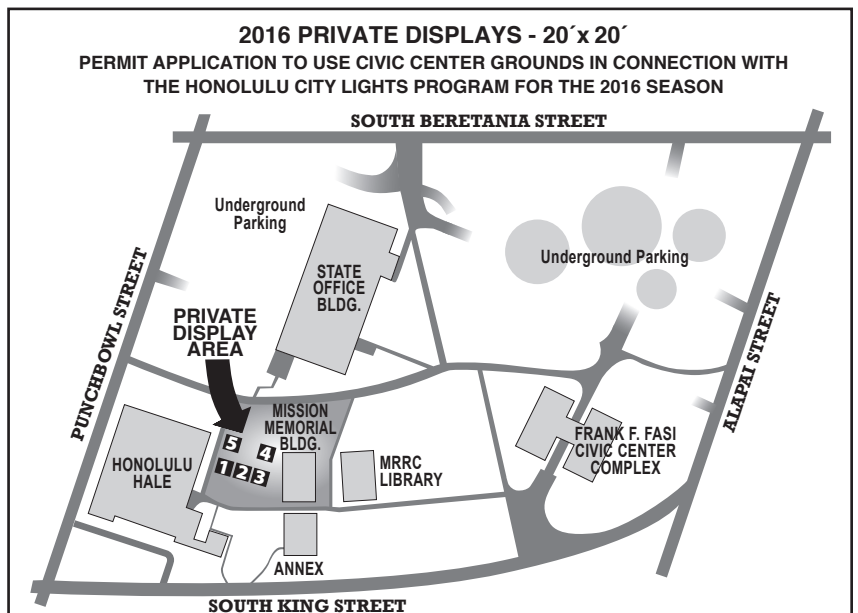 2016 PRIVATE DISPLAYS - 20´x 20´
PERMIT APPLICATION TO USE CIVIC CENTER GROUNDS IN CONNECTION WITH
THE HONOLULU CITY LIGHTS PROGRAM FOR THE 2016 SEASON
SOUTH BERETANIA STREET
Underground
Parking
STATE
OFFICE
BLDG.
Underground Parking
PUNCHBOWL STREET
PRIVATE
DISPLAY
AREA
ALAPAI STREET
MISSION
MEMORIAL
BLDG.
5
4
1 2 3
HONOLULU
HALE
MRRC
LIBRARY
FRANK F. FASI
CIVIC CENTER
COMPLEX
ANNEX
SOUTH KING STREET